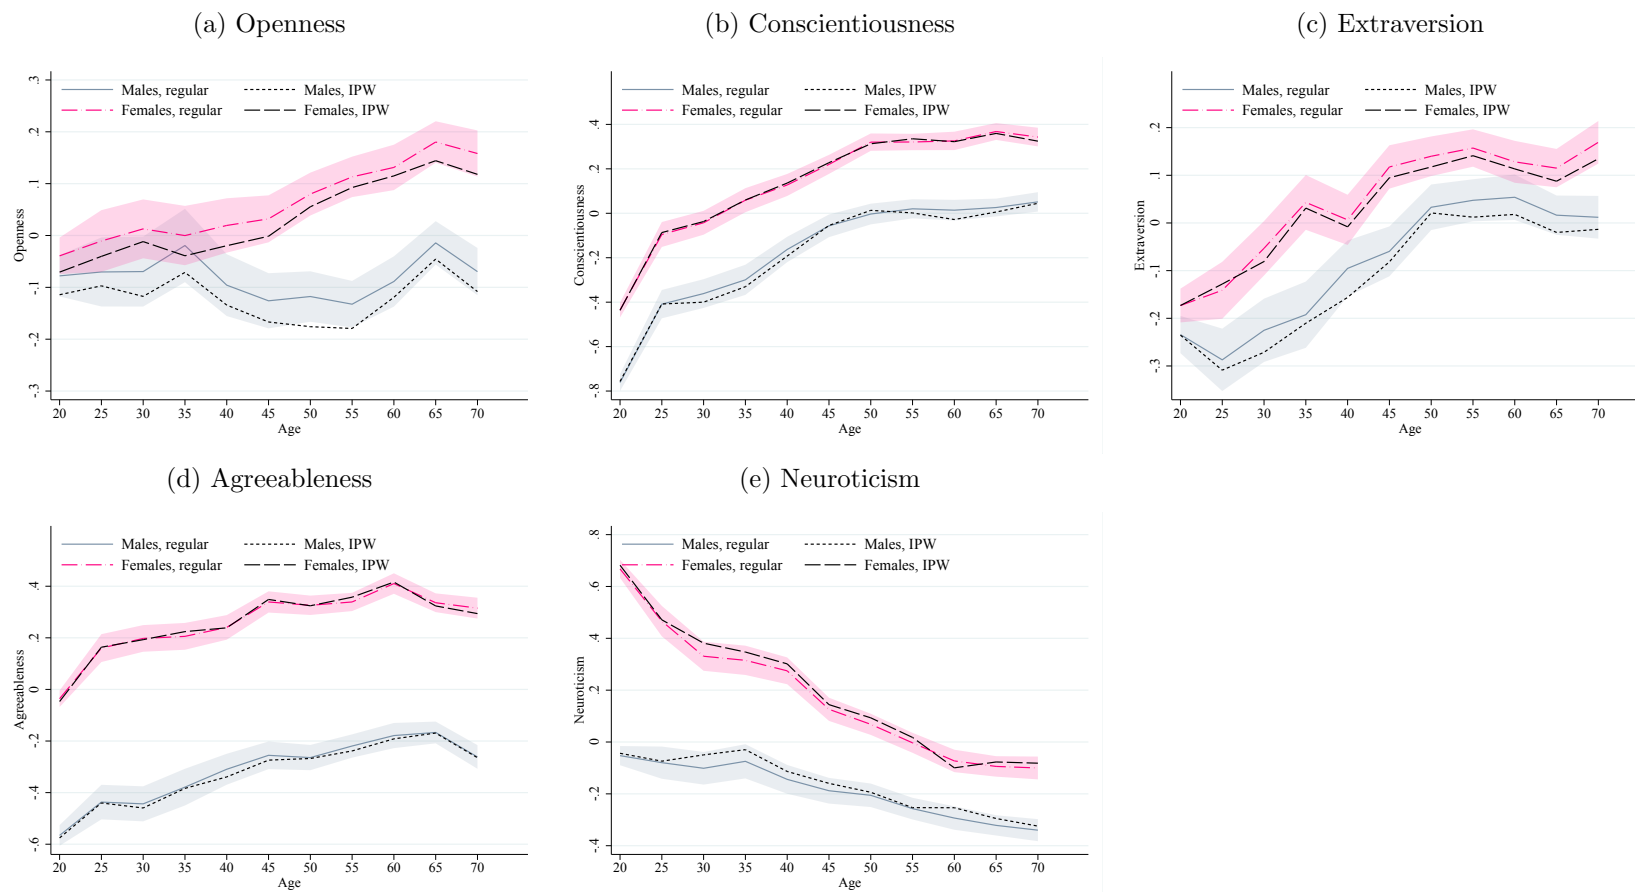 (a) Openness
(b) Conscientiousness
(c) Extraversion
Males, regular
Males, IPW
Females, regular
Females, IPW
Openness
.3
.2
.1
0
-.1
-.2
-.3
20 25 30 35 40 45 50 55 60 65 70
Age
Males, regular
Males, IPW
Females, regular
Females, IPW
Conscientiousness
.4
.2
0
-.2
-.4
-.6
-.8
20 25 30 35 40 45 50 55 60 65 70
Age
Males, regular
Males, IPW
Females, regular
Females, IPW
Extraversion
.2
.1
0
-.1
-.2
-.3
20 25 30 35 40 45 50 55 60 65 70
Age
(d) Agreeableness
(e) Neuroticism
Males, regular
Males, IPW
Females, regular
Females, IPW
Agreeableness
.4
.2
0
-.2
-.4
-.6
20 25 30 35 40 45 50 55 60 65 70
Age
Males, regular
Males, IPW
Females, regular
Females, IPW
Neuroticism
.8
.6
.4
.2
0
-.2
-.4
20 25 30 35 40 45 50 55 60 65 70
Age